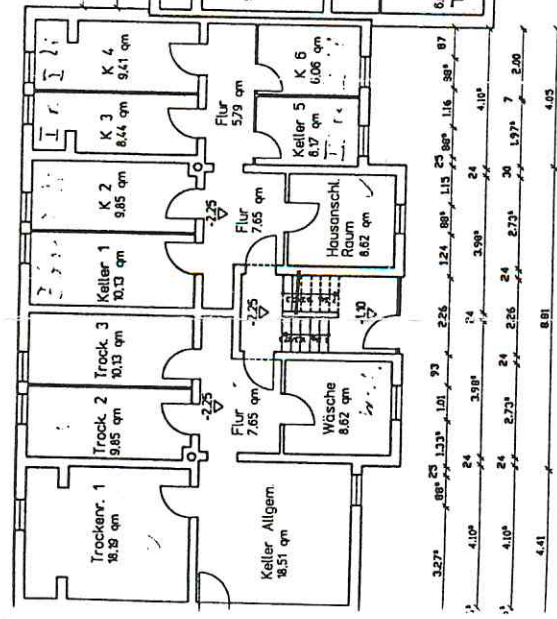 Trockenr. 1
18,19 qm
Trock. 2
9,85 qm
Trock. 3
10,13 qm
Keller 1
10,13 qm
K 2
9,85 qm
K 3
8,44 qm
K 4
9,41 qm
-2.25
-2.25
Flur
7,65 qm
Flur
7,65 qm
Flur
5,79 qm
-2.25
Keller Allgem.
18,51 qm
Wäsche
8,62 qm
-1.10
Hausanschl.
Raum
8,62 qm
Keller 5
6,17 qm
K 6
6,06 qm
3.27⁵ 88⁵ 25 1.33⁵ 1.01 93 2.26 1.24 88⁵ 1.15 25 88⁵ 1.16 98⁵ 87
4.10⁵ 24 3.98⁵ 24 3.98⁵ 24 4.10⁵
4.10⁵ 24 2.73⁵ 24 2.26 24 2.73⁵ 30 1.97⁵ 7 2.00
4.41 8.81 4.05